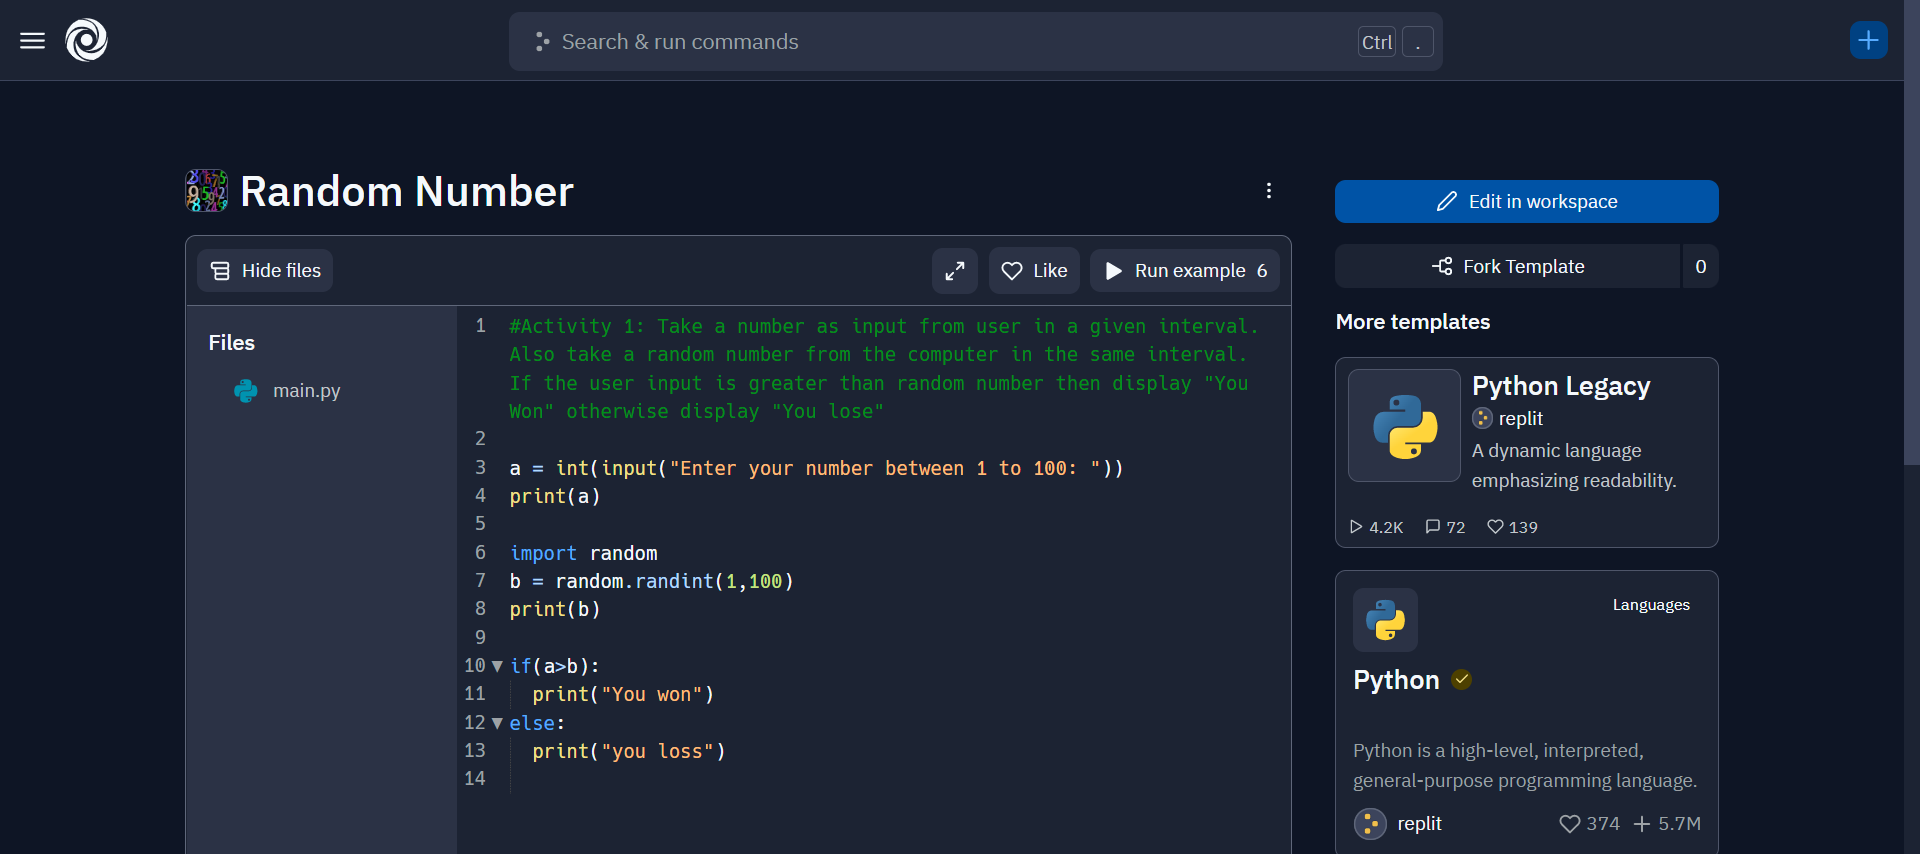 Search & run commands
Ctrl
.
Random Number
Edit in workspace
Hide files
Like
Run example 6
Fork Template
0
Files
main.py
1 #Activity 1: Take a number as input from user in a given interval.
Also take a random number from the computer in the same interval.
If the user input is greater than random number then display "You
Won" otherwise display "You lose"
2
3 a = int(input("Enter your number between 1 to 100: "))
4 print(a)
5
6 import random
7 b = random.randint(1,100)
8 print(b)
9
10 if(a>b):
11 print("You won")
12 else:
13 print("you loss")
14
More templates
Python Legacy
replit
A dynamic language
emphasizing readability.
4.2K 72 139
Languages
Python
Python is a high-level, interpreted,
general-purpose programming language.
replit
374
5.7M